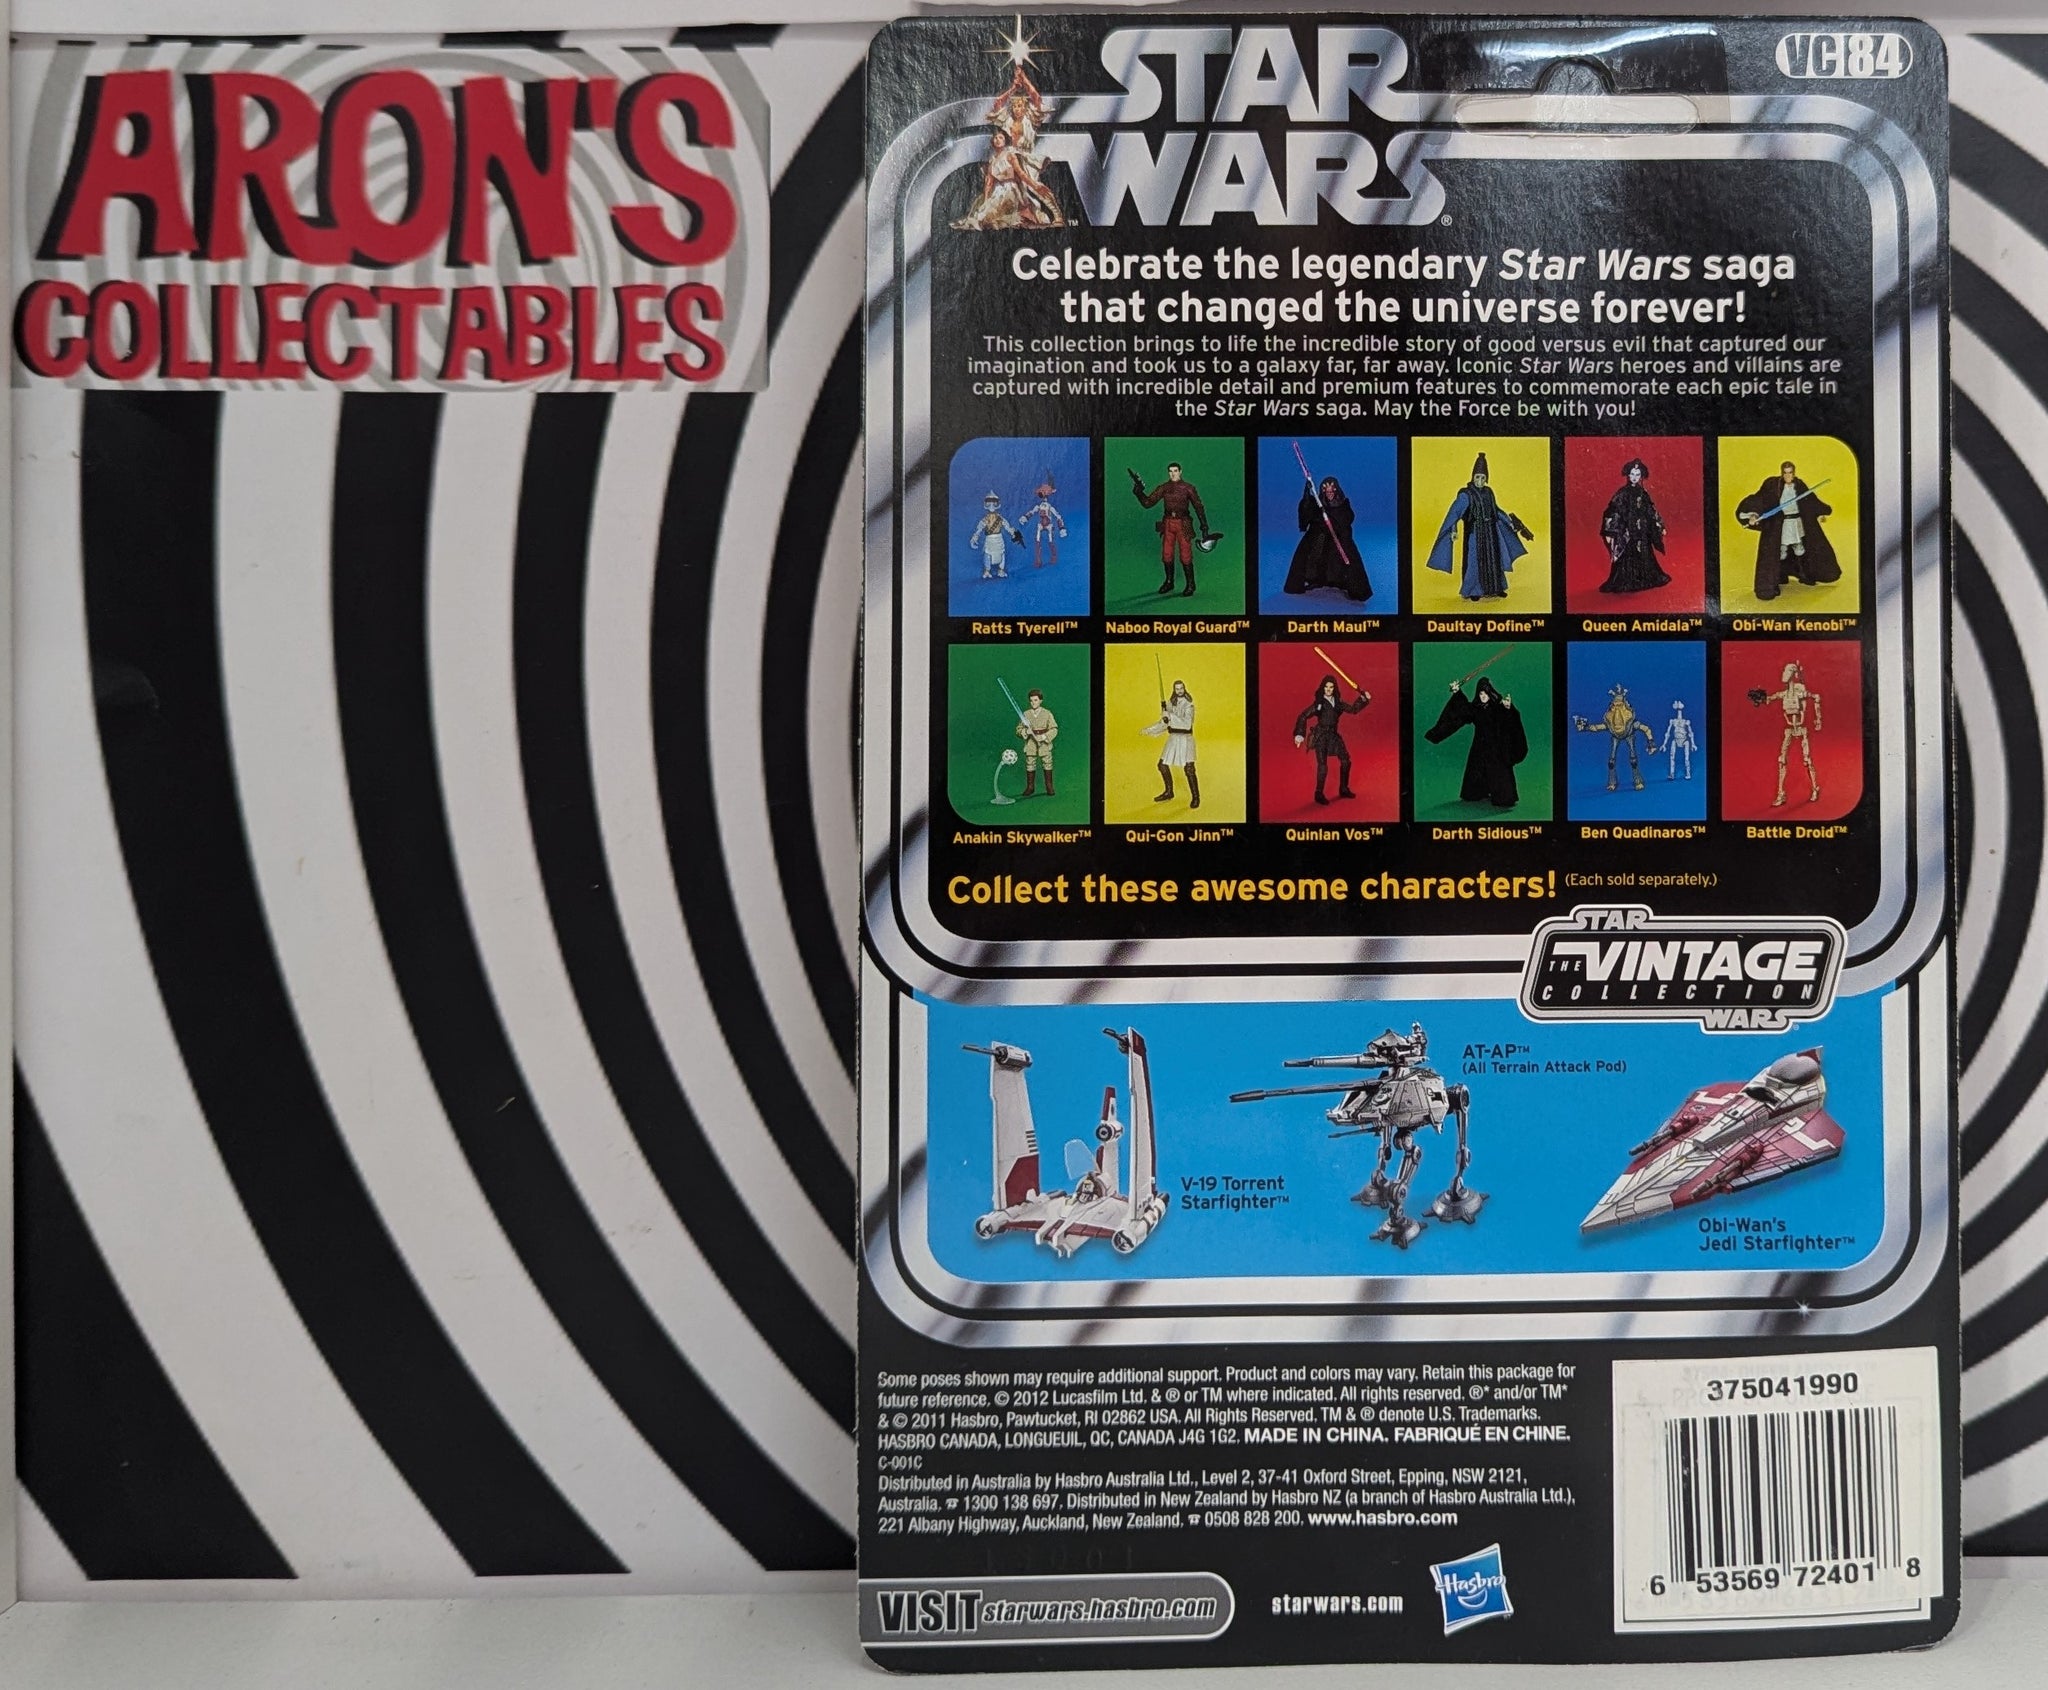 ARON'S
COLLECTABLES
STAR
WARS
™
®
VC84
Celebrate the legendary Star Wars saga
that changed the universe forever!
This collection brings to life the incredible story of good versus evil that captured our
imagination and took us to a galaxy far, far away. Iconic Star Wars heroes and villains are
captured with incredible detail and premium features to commemorate each epic tale in
the Star Wars saga. May the Force be with you!
Ratts Tyerell™
Naboo Royal Guard™
Darth Maul™
Daultay Dofine™
Queen Amidala™
Obi-Wan Kenobi™
Anakin Skywalker™
Qui-Gon Jinn™
Quinlan Vos™
Darth Sidious™
Ben Quadinaros™
Battle Droid™
Collect these awesome characters! (Each sold separately.)
STAR
THE VINTAGE
COLLECTION
WARS®
V-19 Torrent
Starfighter™
AT-AP™
(All Terrain Attack Pod)
Obi-Wan's
Jedi Starfighter™
Some poses shown may require additional support. Product and colors may vary. Retain this package for
future reference. © 2012 Lucasfilm Ltd. & ® or TM where indicated. All rights reserved. ®* and/or TM*
& © 2011 Hasbro, Pawtucket, RI 02862 USA. All Rights Reserved. TM & ® denote U.S. Trademarks.
HASBRO CANADA, LONGUEUIL, QC, CANADA J4G 1G2. MADE IN CHINA. FABRIQUÉ EN CHINE.
C-001C
Distributed in Australia by Hasbro Australia Ltd., Level 2, 37-41 Oxford Street, Epping, NSW 2121,
Australia. ☎ 1300 138 697. Distributed in New Zealand by Hasbro NZ (a branch of Hasbro Australia Ltd.),
221 Albany Highway, Auckland, New Zealand. ☎ 0508 828 200. www.hasbro.com
VISIT starwars.hasbro.com
starwars.com
Hasbro
375041990
6 53569 72401 8